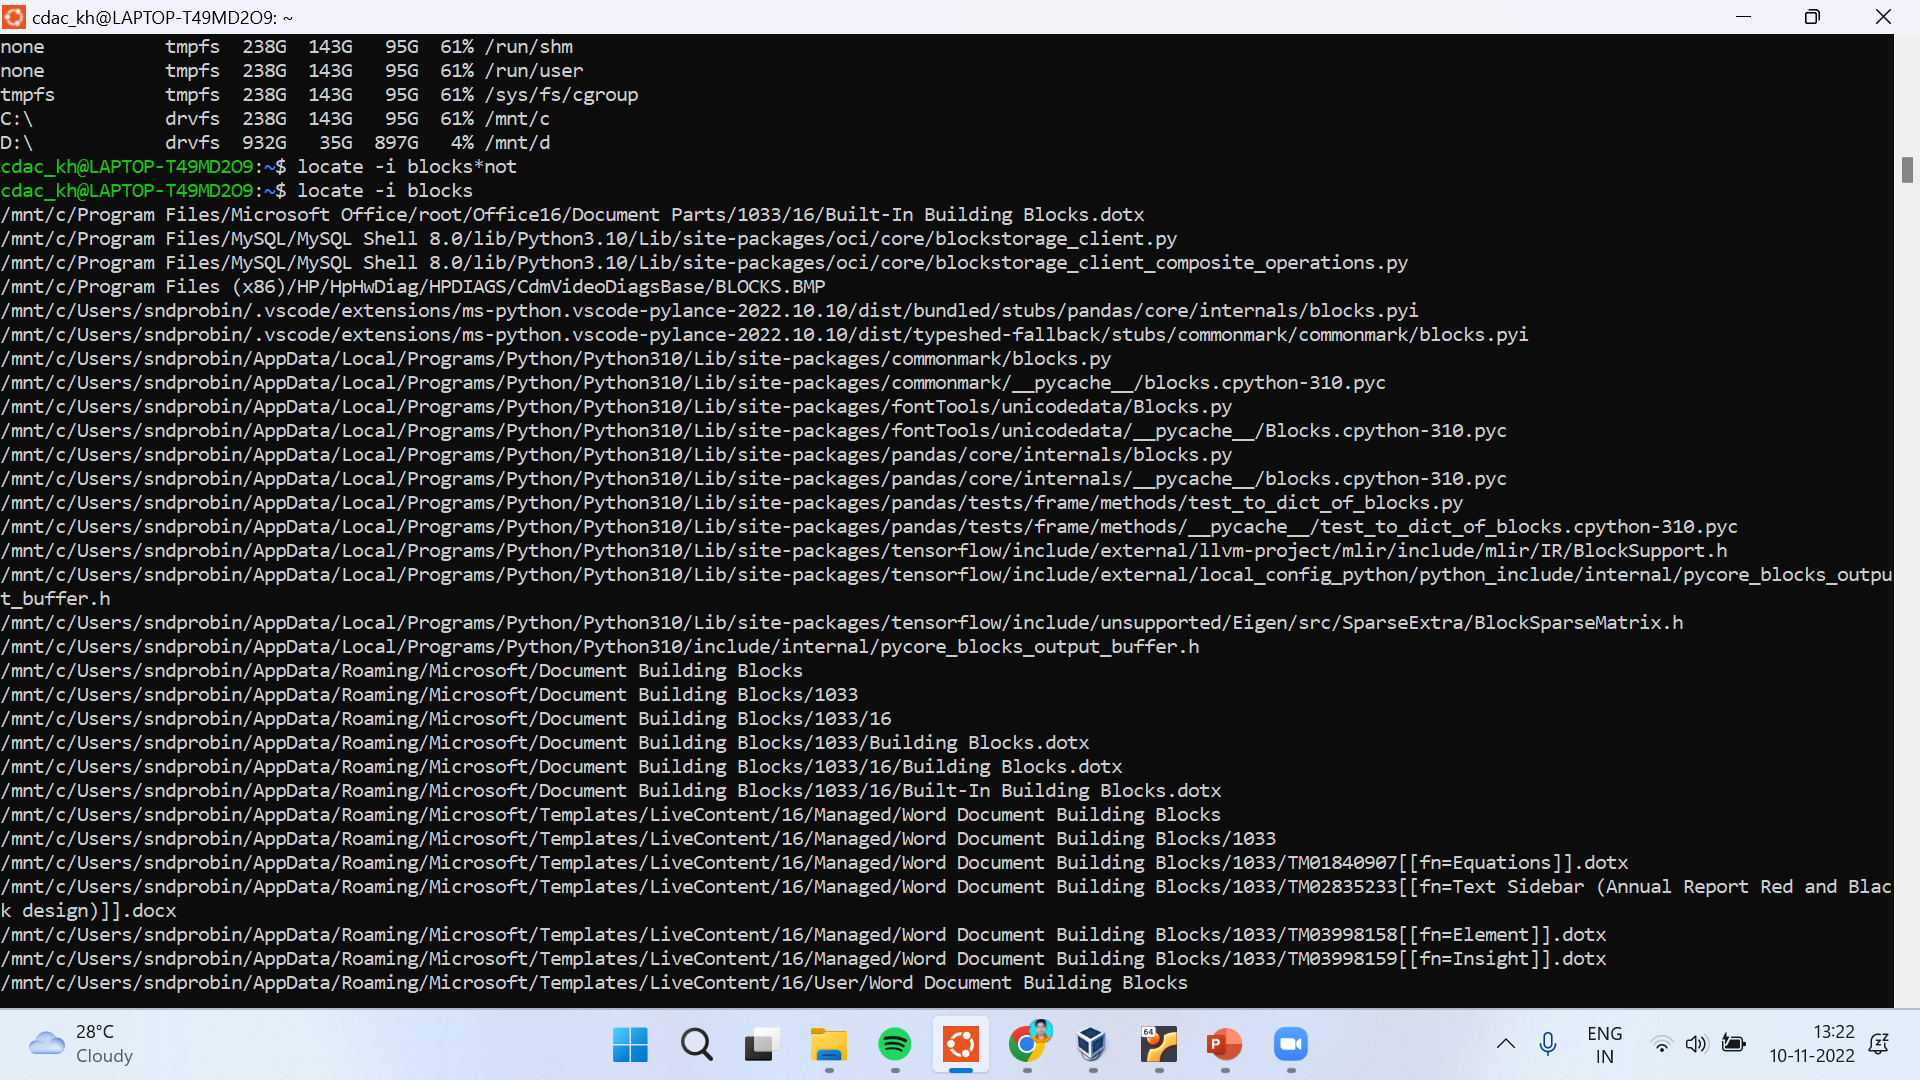 cdac_kh@LAPTOP-T49MD2O9: ~
none           tmpfs  238G  143G   95G  61% /run/shm
none           tmpfs  238G  143G   95G  61% /run/user
tmpfs          tmpfs  238G  143G   95G  61% /sys/fs/cgroup
C:\            drvfs  238G  143G   95G  61% /mnt/c
D:\            drvfs  932G   35G  897G   4% /mnt/d
cdac_kh@LAPTOP-T49MD2O9:~$ locate -i blocks*not
cdac_kh@LAPTOP-T49MD2O9:~$ locate -i blocks
/mnt/c/Program Files/Microsoft Office/root/Office16/Document Parts/1033/16/Built-In Building Blocks.dotx
/mnt/c/Program Files/MySQL/MySQL Shell 8.0/lib/Python3.10/Lib/site-packages/oci/core/blockstorage_client.py
/mnt/c/Program Files/MySQL/MySQL Shell 8.0/lib/Python3.10/Lib/site-packages/oci/core/blockstorage_client_composite_operations.py
/mnt/c/Program Files (x86)/HP/HpHwDiag/HPDIAGS/CdmVideoDiagsBase/BLOCKS.BMP
/mnt/c/Users/sndprobin/.vscode/extensions/ms-python.vscode-pylance-2022.10.10/dist/bundled/stubs/pandas/core/internals/blocks.pyi
/mnt/c/Users/sndprobin/.vscode/extensions/ms-python.vscode-pylance-2022.10.10/dist/typeshed-fallback/stubs/commonmark/commonmark/blocks.pyi
/mnt/c/Users/sndprobin/AppData/Local/Programs/Python/Python310/Lib/site-packages/commonmark/blocks.py
/mnt/c/Users/sndprobin/AppData/Local/Programs/Python/Python310/Lib/site-packages/commonmark/__pycache__/blocks.cpython-310.pyc
/mnt/c/Users/sndprobin/AppData/Local/Programs/Python/Python310/Lib/site-packages/fontTools/unicodedata/Blocks.py
/mnt/c/Users/sndprobin/AppData/Local/Programs/Python/Python310/Lib/site-packages/fontTools/unicodedata/__pycache__/Blocks.cpython-310.pyc
/mnt/c/Users/sndprobin/AppData/Local/Programs/Python/Python310/Lib/site-packages/pandas/core/internals/blocks.py
/mnt/c/Users/sndprobin/AppData/Local/Programs/Python/Python310/Lib/site-packages/pandas/core/internals/__pycache__/blocks.cpython-310.pyc
/mnt/c/Users/sndprobin/AppData/Local/Programs/Python/Python310/Lib/site-packages/pandas/tests/frame/methods/test_to_dict_of_blocks.py
/mnt/c/Users/sndprobin/AppData/Local/Programs/Python/Python310/Lib/site-packages/pandas/tests/frame/methods/__pycache__/test_to_dict_of_blocks.cpython-310.pyc
/mnt/c/Users/sndprobin/AppData/Local/Programs/Python/Python310/Lib/site-packages/tensorflow/include/external/llvm-project/mlir/include/mlir/IR/BlockSupport.h
/mnt/c/Users/sndprobin/AppData/Local/Programs/Python/Python310/Lib/site-packages/tensorflow/include/external/local_config_python/python_include/internal/pycore_blocks_outpu
t_buffer.h
/mnt/c/Users/sndprobin/AppData/Local/Programs/Python/Python310/Lib/site-packages/tensorflow/include/unsupported/Eigen/src/SparseExtra/BlockSparseMatrix.h
/mnt/c/Users/sndprobin/AppData/Local/Programs/Python/Python310/include/internal/pycore_blocks_output_buffer.h
/mnt/c/Users/sndprobin/AppData/Roaming/Microsoft/Document Building Blocks
/mnt/c/Users/sndprobin/AppData/Roaming/Microsoft/Document Building Blocks/1033
/mnt/c/Users/sndprobin/AppData/Roaming/Microsoft/Document Building Blocks/1033/16
/mnt/c/Users/sndprobin/AppData/Roaming/Microsoft/Document Building Blocks/1033/Building Blocks.dotx
/mnt/c/Users/sndprobin/AppData/Roaming/Microsoft/Document Building Blocks/1033/16/Building Blocks.dotx
/mnt/c/Users/sndprobin/AppData/Roaming/Microsoft/Document Building Blocks/1033/16/Built-In Building Blocks.dotx
/mnt/c/Users/sndprobin/AppData/Roaming/Microsoft/Templates/LiveContent/16/Managed/Word Document Building Blocks
/mnt/c/Users/sndprobin/AppData/Roaming/Microsoft/Templates/LiveContent/16/Managed/Word Document Building Blocks/1033
/mnt/c/Users/sndprobin/AppData/Roaming/Microsoft/Templates/LiveContent/16/Managed/Word Document Building Blocks/1033/TM01840907[[fn=Equations]].dotx
/mnt/c/Users/sndprobin/AppData/Roaming/Microsoft/Templates/LiveContent/16/Managed/Word Document Building Blocks/1033/TM02835233[[fn=Text Sidebar (Annual Report Red and Blac
k design)]].docx
/mnt/c/Users/sndprobin/AppData/Roaming/Microsoft/Templates/LiveContent/16/Managed/Word Document Building Blocks/1033/TM03998158[[fn=Element]].dotx
/mnt/c/Users/sndprobin/AppData/Roaming/Microsoft/Templates/LiveContent/16/Managed/Word Document Building Blocks/1033/TM03998159[[fn=Insight]].dotx
/mnt/c/Users/sndprobin/AppData/Roaming/Microsoft/Templates/LiveContent/16/User/Word Document Building Blocks
28°C
Cloudy
64
P
ENG
IN
13:22
10-11-2022